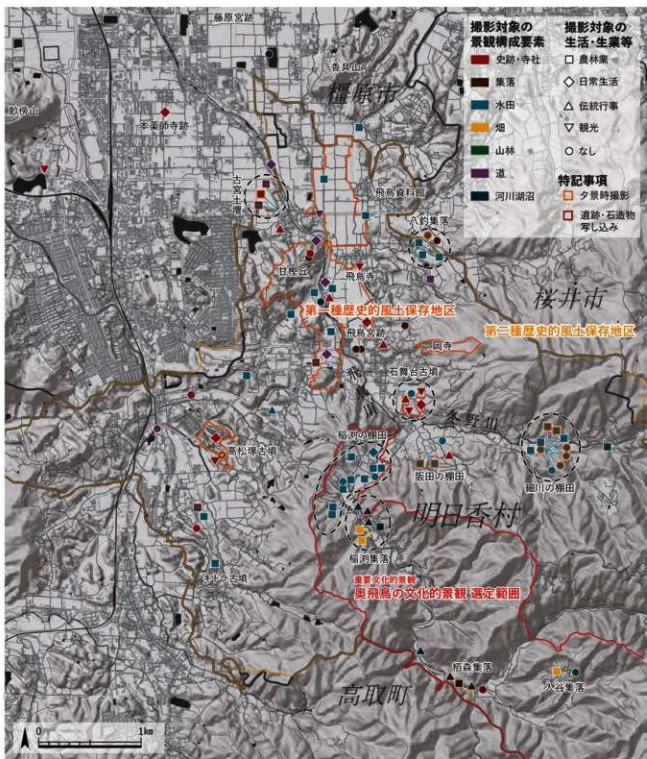 藤原宮跡
香具山
橿原市
畝傍山
本薬師寺跡
古宮土壇
飛鳥資料館
八釣集落
甘樫丘
飛鳥寺
桜井市
第一種歴史的風土保存地区
第二種歴史的風土保存地区
飛鳥宮跡
岡寺
石舞台古墳
飛鳥川
冬野川
稲渕の棚田
高松塚古墳
阪田の棚田
細川の棚田
明日香村
稲渕集落
キトラ古墳
重要文化的景観
奥飛鳥の文化的景観 選定範囲
栢森集落
入谷集落
高取町
0
1km
撮影対象の
景観構成要素
史跡・寺社
集落
水田
畑
山林
道
河川湖沼
撮影対象の
生活・生業等
農林業
日常生活
伝統行事
観光
なし
特記事項
夕景時撮影
遺跡・石造物
写し込み